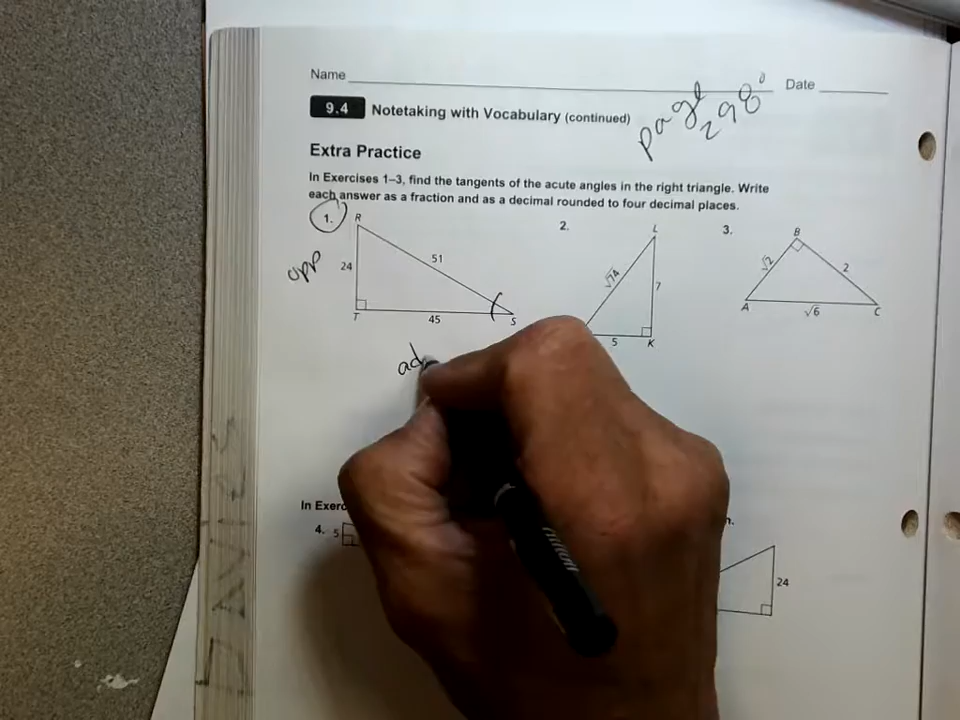 Name Date
page 298
9.4 Notetaking with Vocabulary (continued)
Extra Practice
In Exercises 1–3, find the tangents of the acute angles in the right triangle. Write
each answer as a fraction and as a decimal rounded to four decimal places.
1. R 2. L 3. B
opp 24 51 √74 7 √2 2
T 45 S 5 K A √6 C
ad
In Exerc
4. 5
24